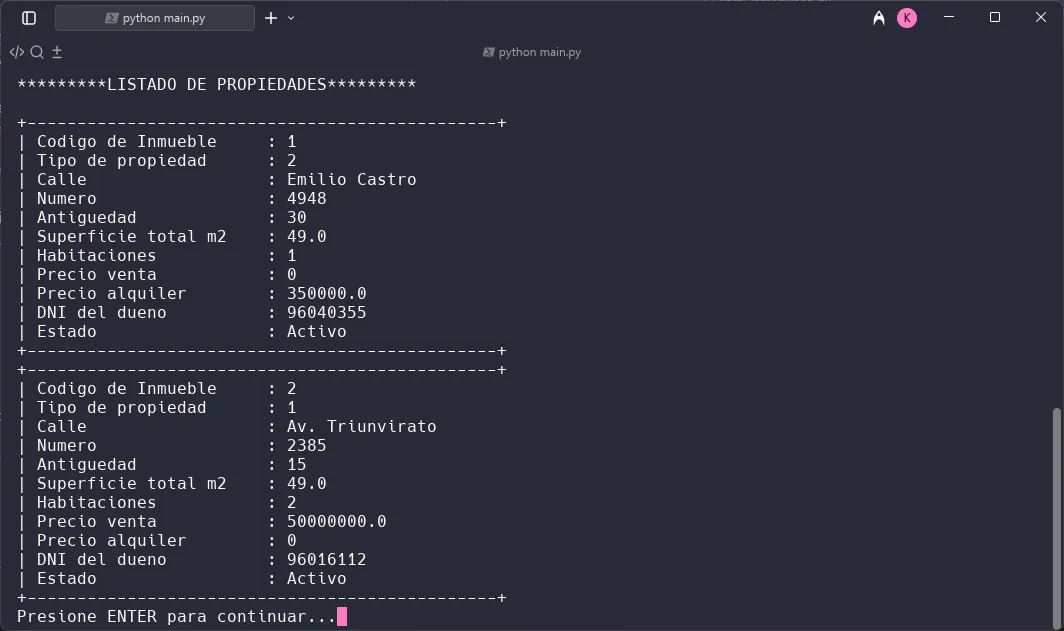 python main.py
K
python main.py
*********LISTADO DE PROPIEDADES*********
+-----------------------------------------------+
| Codigo de Inmueble     : 1
| Tipo de propiedad      : 2
| Calle                  : Emilio Castro
| Numero                 : 4948
| Antiguedad             : 30
| Superficie total m2    : 49.0
| Habitaciones           : 1
| Precio venta           : 0
| Precio alquiler        : 350000.0
| DNI del dueno          : 96040355
| Estado                 : Activo
+-----------------------------------------------+
+-----------------------------------------------+
| Codigo de Inmueble     : 2
| Tipo de propiedad      : 1
| Calle                  : Av. Triunvirato
| Numero                 : 2385
| Antiguedad             : 15
| Superficie total m2    : 49.0
| Habitaciones           : 2
| Precio venta           : 50000000.0
| Precio alquiler        : 0
| DNI del dueno          : 96016112
| Estado                 : Activo
+-----------------------------------------------+
Presione ENTER para continuar...